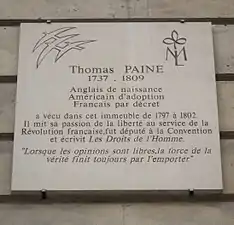 ML
Thomas PAINE
1737 . 1809
Anglais de naissance
Américain d'adoption
Français par décret
a vécu dans cet immeuble de 1797 à 1802.
Il mit sa passion de la liberté au service de la
Révolution française, fut député à la Convention
et écrivit Les Droits de l'Homme.
"Lorsque les opinions sont libres, la force de la
vérité finit toujours par l'emporter."